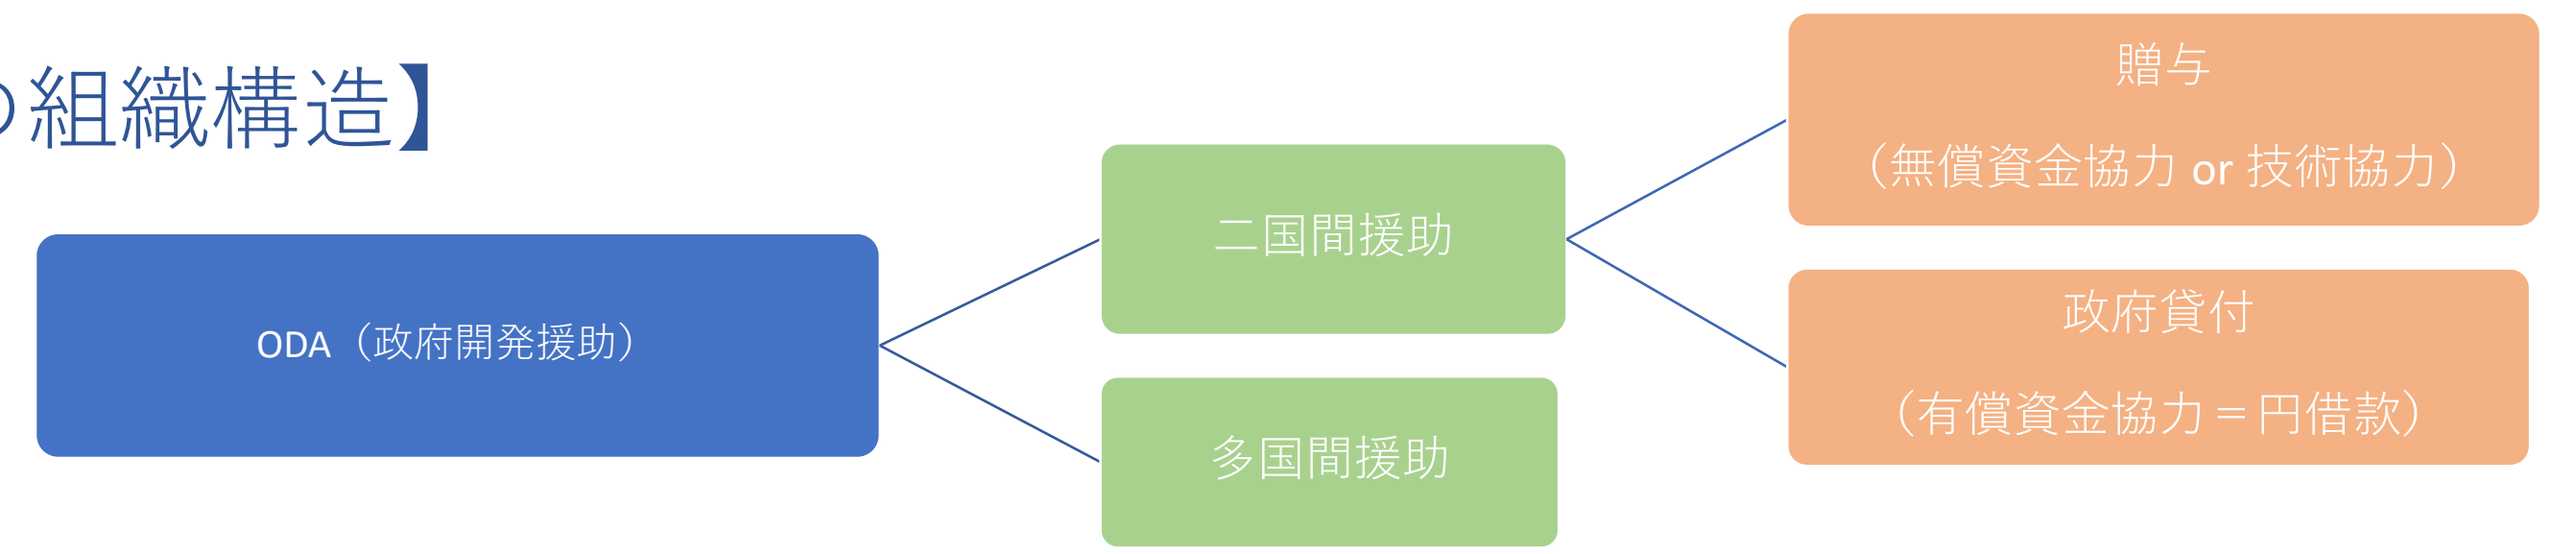 組織構造】
ODA（政府開発援助）
二国間援助
多国間援助
贈与
（無償資金協力 or 技術協力）
政府貸付
（有償資金協力＝円借款）